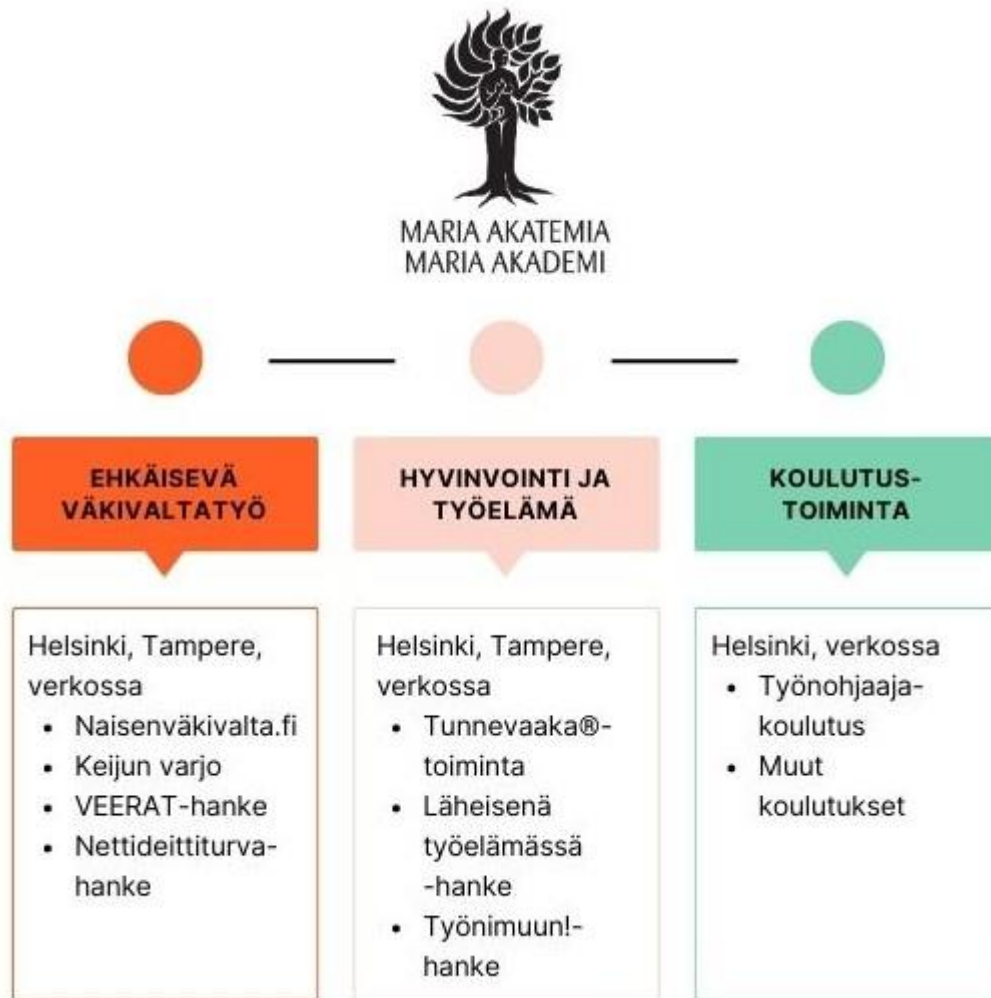 MARIA AKATEMIA
MARIA AKADEMI
EHKÄISEVÄ
VÄKIVALTATYÖ
Helsinki, Tampere,
verkossa
• Naisenväkivalta.fi
• Keijun varjo
• VEERAT-hanke
• Nettideittiturva-
hanke
HYVINVOINTI JA
TYÖELÄMÄ
Helsinki, Tampere,
verkossa
• Tunnevaaka®-
toiminta
• Läheisenä
työelämässä
-hanke
• Työnimuun!-
hanke
KOULUTUS-
TOIMINTA
Helsinki, verkossa
• Työnohjaaja-
koulutus
• Muut
koulutukset